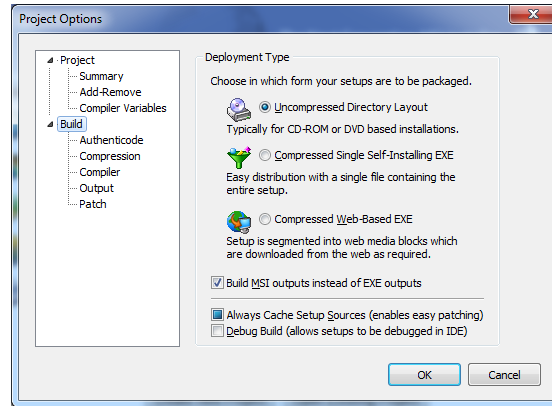 Project Options
Project
Summary
Add-Remove
Compiler Variables
Build
Authenticode
Compression
Compiler
Output
Patch
Deployment Type
Choose in which form your setups are to be packaged.
Uncompressed Directory Layout
Typically for CD-ROM or DVD based installations.
Compressed Single Self-Installing EXE
Easy distribution with a single file containing the
entire setup.
Compressed Web-Based EXE
Setup is segmented into web media blocks which
are downloaded from the web as required.
Build MSI outputs instead of EXE outputs
Always Cache Setup Sources (enables easy patching)
Debug Build (allows setups to be debugged in IDE)
OK
Cancel